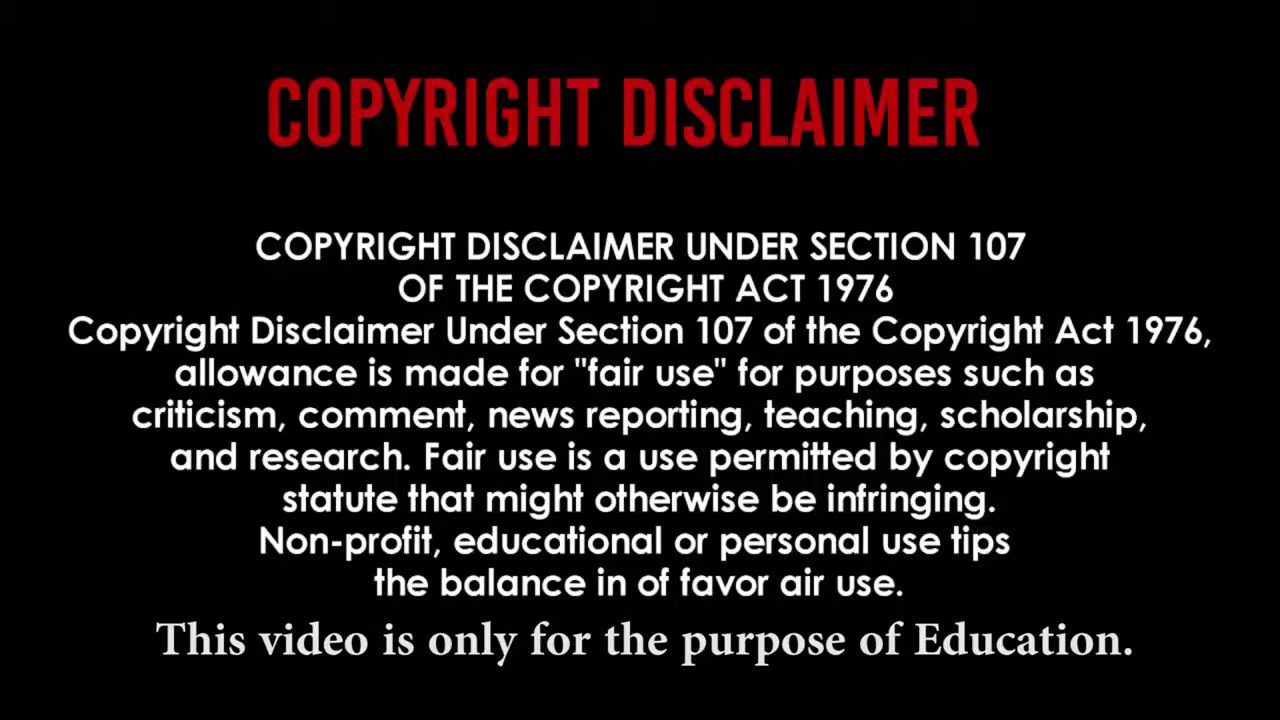 COPYRIGHT DISCLAIMER
COPYRIGHT DISCLAIMER UNDER SECTION 107
OF THE COPYRIGHT ACT 1976
Copyright Disclaimer Under Section 107 of the Copyright Act 1976,
allowance is made for "fair use" for purposes such as
criticism, comment, news reporting, teaching, scholarship,
and research. Fair use is a use permitted by copyright
statute that might otherwise be infringing.
Non-profit, educational or personal use tips
the balance in of favor air use.
This video is only for the purpose of Education.